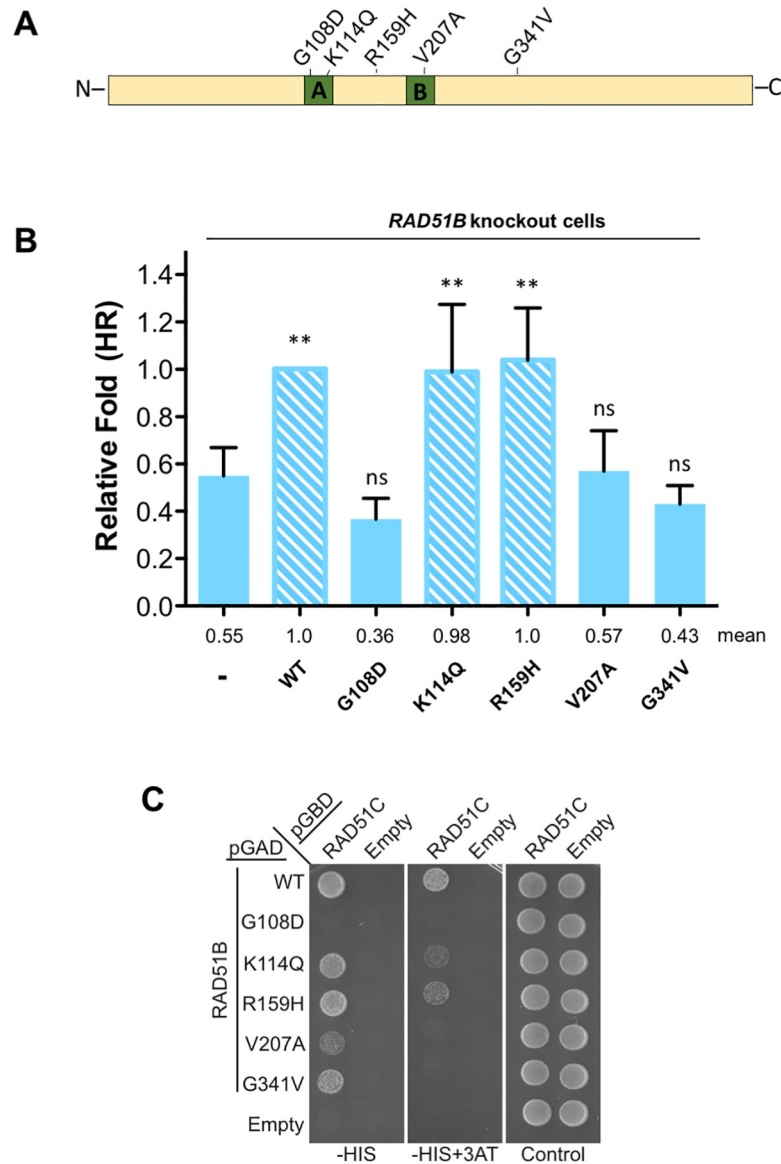 A
G108D
K114Q
R159H
V207A
G341V
N
A
B
C
B
RAD51B knockout cells
Relative Fold (HR)
1.4
1.2
1.0
0.8
0.6
0.4
0.2
0.0
**
ns
**
**
ns
ns
0.55 1.0 0.36 0.98 1.0 0.57 0.43 mean
- WT G108D K114Q R159H V207A G341V
C
pGBD
pGAD
RAD51C Empty RAD51C Empty RAD51C Empty
RAD51B
WT
G108D
K114Q
R159H
V207A
G341V
Empty
-HIS -HIS+3AT Control